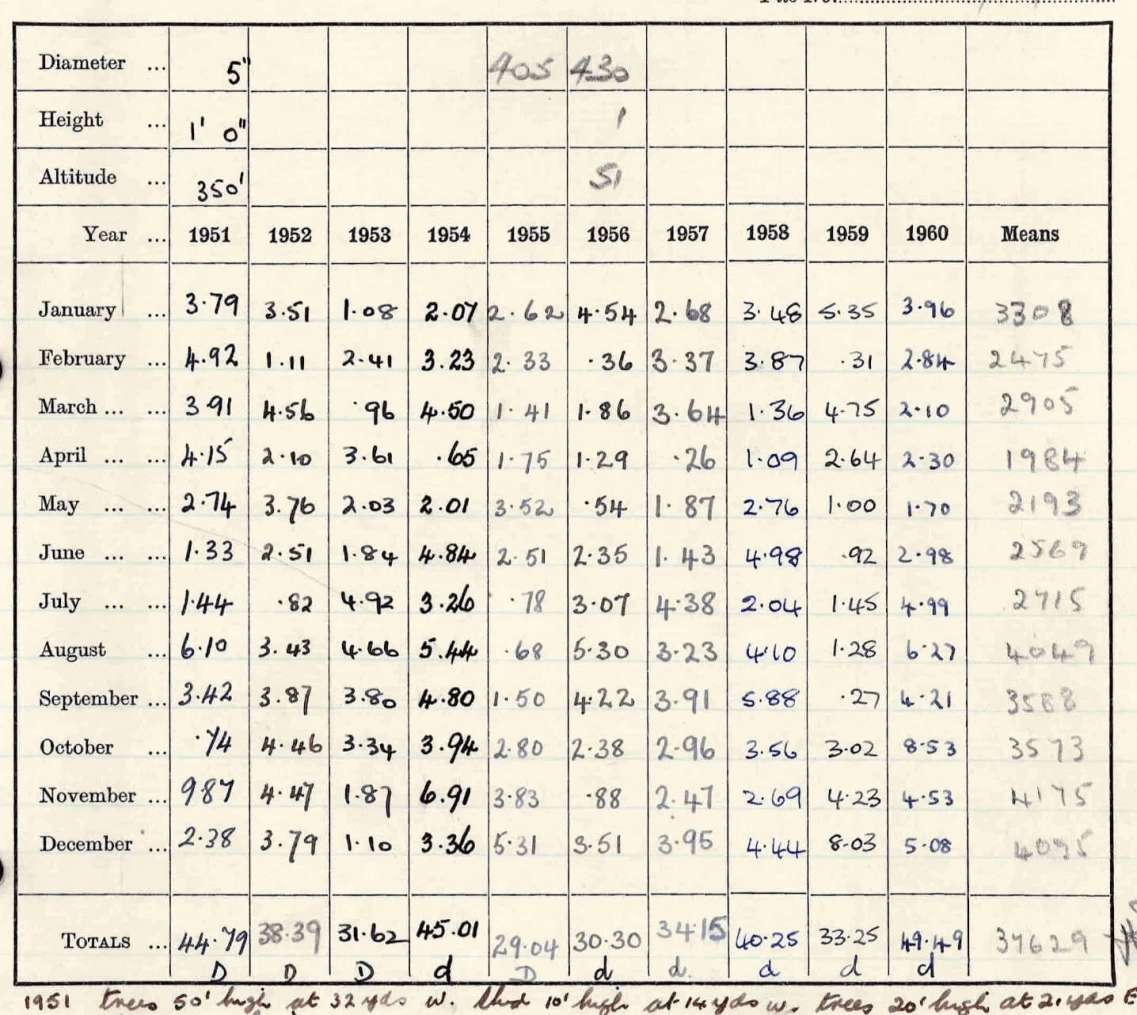 Diameter ... 5" 405 430
Height ... 1' 0" 1
Altitude ... 350' 51
Year ... 1951 1952 1953 1954 1955 1956 1957 1958 1959 1960 Means
January ... 3.79 3.51 1.08 2.07 2.62 4.54 2.68 3.48 5.35 3.96 3308
February ... 4.92 1.11 2.41 3.23 2.33 .36 3.37 3.87 .31 2.84 2475
March ... ... 3 91 4.56 .96 4.50 1.41 1.86 3.64 1.36 4.75 2.10 2905
April ... ... 4.15 2.10 3.61 .65 1.75 1.29 .26 1.09 2.64 2.30 1984
May ... ... 2.74 3.76 2.03 2.01 3.52 .54 1.87 2.76 1.00 1.70 2193
June ... ... 1.33 2.51 1.84 4.84 2.51 2.35 1.43 4.98 .92 2.98 2569
July ... ... 1.44 .82 4.92 3.26 .78 3.07 4.38 2.04 1.45 4.99 2715
August ... 6.10 3.43 4.66 5.44 .68 5.30 3.23 4.10 1.28 6.27 4049
September ... 3.42 3.87 3.80 4.80 1.50 4.22 3.91 5.88 .27 4.21 3588
October ... .74 4.46 3.34 3.94 2.80 2.38 2.96 3.56 3.02 8.53 3573
November ... 987 4.47 1.87 6.91 3.83 .88 2.47 2.69 4.23 4.53 4175
December ... 2.38 3.79 1.10 3.36 5.31 3.51 3.95 4.44 8.03 5.08 4095
TOTALS ... 44.79 38.39 31.62 45.01 29.04 30.30 34.15 40.25 33.25 49.49 37629
D D D d D d d. d d d
1951 trees 50' high at 32 yds w. shed 10' high at 14 yds w. trees 20' high at 21 yds E